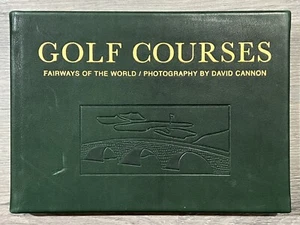 GOLF COURSES
FAIRWAYS OF THE WORLD / PHOTOGRAPHY BY DAVID CANNON